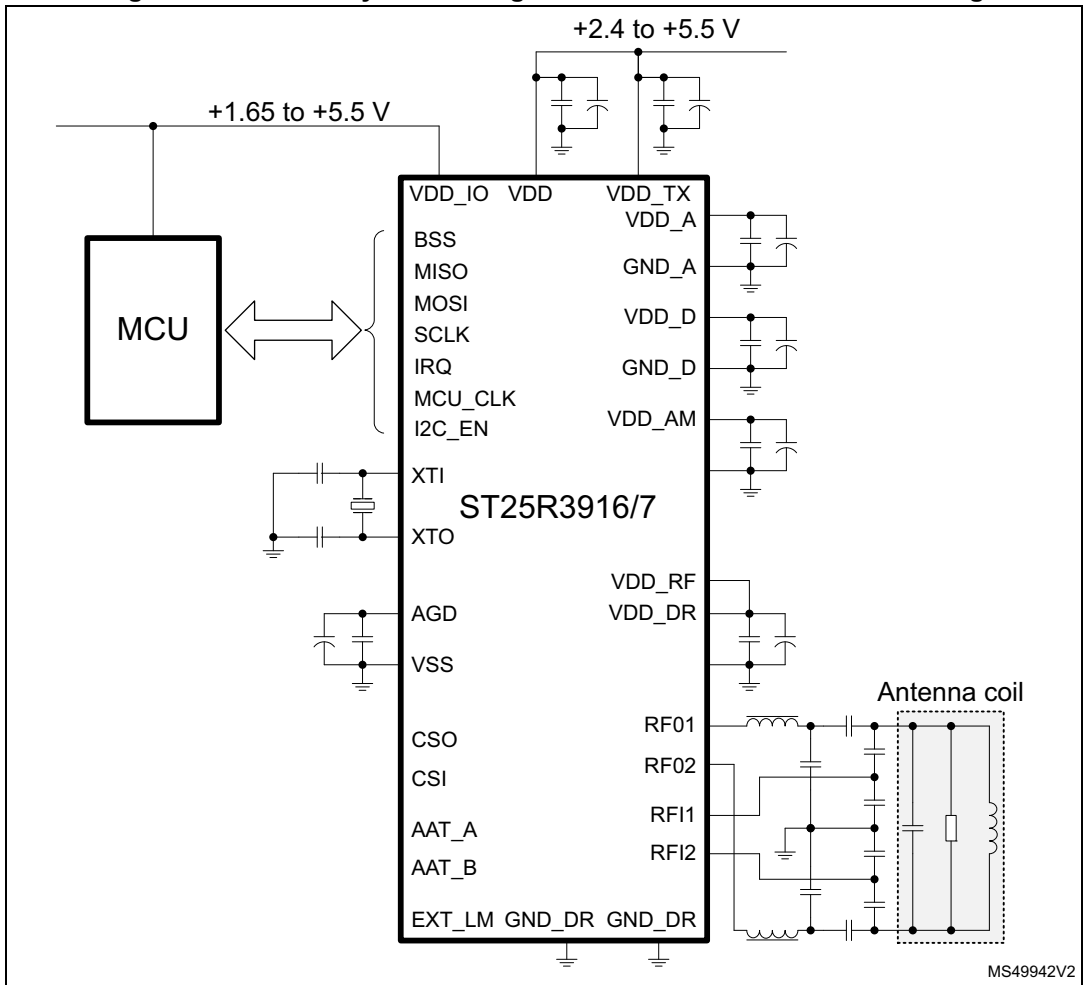 +2.4 to +5.5 V
+1.65 to +5.5 V
VDD_IO VDD VDD_TX
VDD_A
BSS
GND_A
MISO
MOSI
VDD_D
SCLK
IRQ
GND_D
MCU_CLK
VDD_AM
I2C_EN
MCU
XTI
ST25R3916/7
XTO
VDD_RF
AGD
VDD_DR
VSS
Antenna coil
RF01
CSO
RF02
CSI
RFI1
AAT_A
RFI2
AAT_B
EXT_LM GND_DR GND_DR
MS49942V2